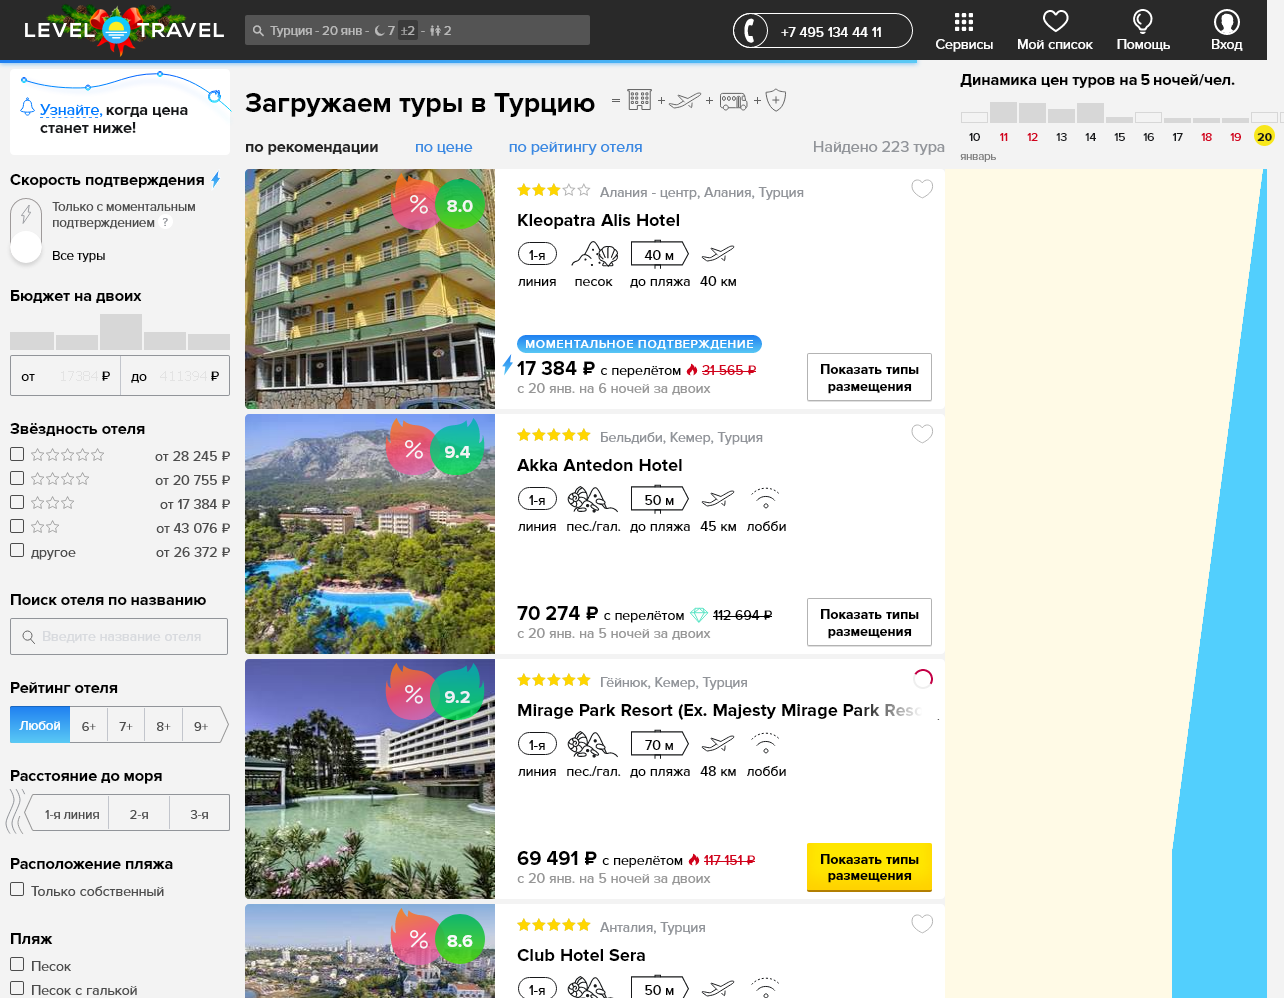 LEVEL TRAVEL
Турция - 20 янв - 7 ±2 - 2
+7 495 134 44 11
Сервисы
Мой список
Помощь
Вход
Узнайте, когда цена
станет ниже!
Скорость подтверждения
Только с моментальным
подтверждением ?
Все туры
Бюджет на двоих
от 17384 ₽ до 411394 ₽
Звёздность отеля
от 28 245 ₽
от 20 755 ₽
от 17 384 ₽
от 43 076 ₽
другое от 26 372 ₽
Поиск отеля по названию
Введите название отеля
Рейтинг отеля
Любой 6+ 7+ 8+ 9+
Расстояние до моря
1-я линия 2-я 3-я
Расположение пляжа
Только собственный
Пляж
Песок
Песок с галькой
Загружаем туры в Турцию = + + +
по рекомендации по цене по рейтингу отеля Найдено 223 тура
% 8.0
Алания - центр, Алания, Турция
Kleopatra Alis Hotel
1-я 40 м
линия песок до пляжа 40 км
МОМЕНТАЛЬНОЕ ПОДТВЕРЖДЕНИЕ
17 384 ₽ с перелётом 31 565 ₽
с 20 янв. на 6 ночей за двоих
Показать типы
размещения
% 9.4
Бельдиби, Кемер, Турция
Akka Antedon Hotel
1-я 50 м
линия пес./гал. до пляжа 45 км лобби
70 274 ₽ с перелётом 112 694 ₽
с 20 янв. на 5 ночей за двоих
Показать типы
размещения
% 9.2
Гёйнюк, Кемер, Турция
Mirage Park Resort (Ex. Majesty Mirage Park Reso
1-я 70 м
линия пес./гал. до пляжа 48 км лобби
69 491 ₽ с перелётом 117 151 ₽
с 20 янв. на 5 ночей за двоих
Показать типы
размещения
% 8.6
Анталия, Турция
Club Hotel Sera
1-я 50 м
Динамика цен туров на 5 ночей/чел.
10 11 12 13 14 15 16 17 18 19 20
январь